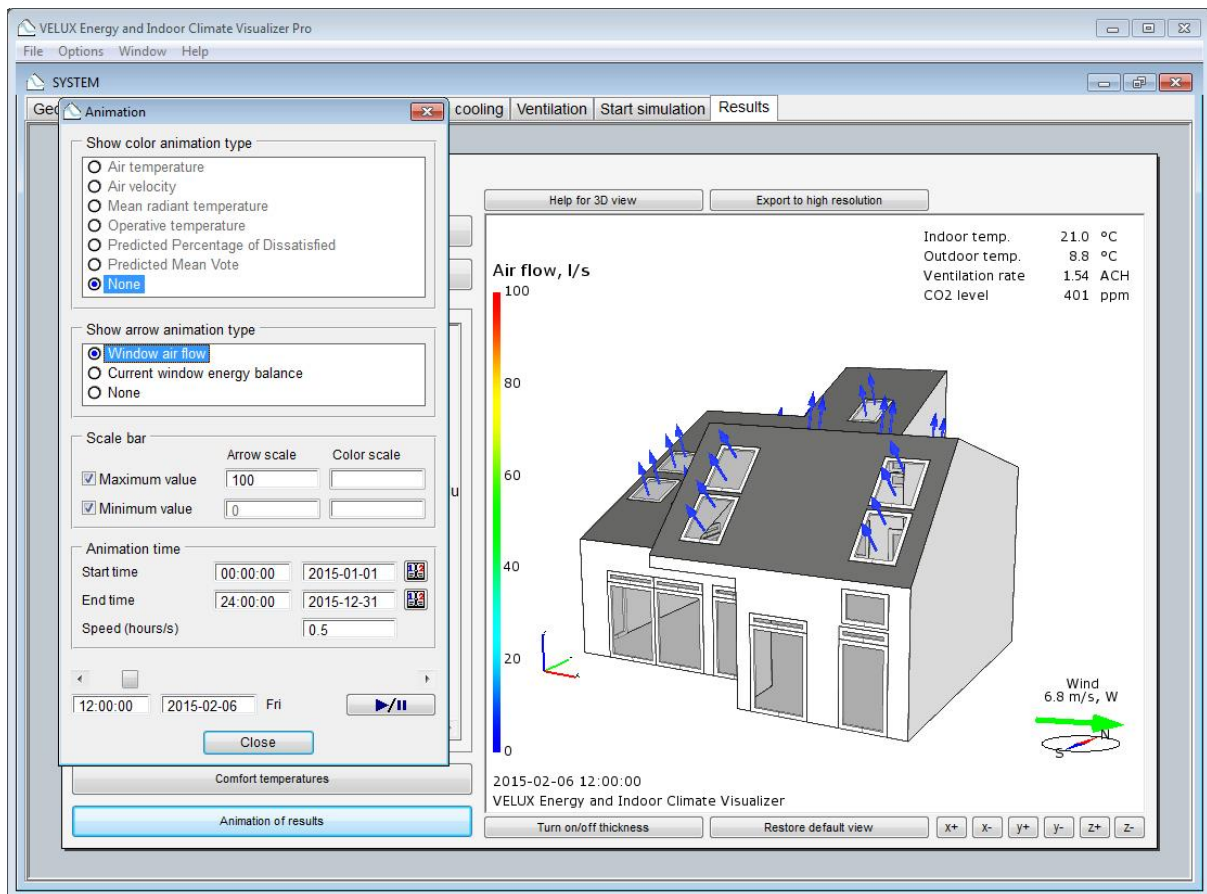 VELUX Energy and Indoor Climate Visualizer Pro
File Options Window Help
SYSTEM
cooling Ventilation Start simulation Results
Animation
Show color animation type
Air temperature
Air velocity
Mean radiant temperature
Operative temperature
Predicted Percentage of Dissatisfied
Predicted Mean Vote
None
Show arrow animation type
Window air flow
Current window energy balance
None
Scale bar
Arrow scale Color scale
Maximum value 100
Minimum value 0
Animation time
Start time 00:00:00 2015-01-01
End time 24:00:00 2015-12-31
Speed (hours/s) 0.5
12:00:00 2015-02-06 Fri
Close
Comfort temperatures
Animation of results
Help for 3D view Export to high resolution
Indoor temp. 21.0 °C
Outdoor temp. 8.8 °C
Ventilation rate 1.54 ACH
CO2 level 401 ppm
Air flow, l/s
100
80
60
40
20
0
Wind
6.8 m/s, W
N
S
2015-02-06 12:00:00
VELUX Energy and Indoor Climate Visualizer
Turn on/off thickness Restore default view x+ x- y+ y- z+ z-